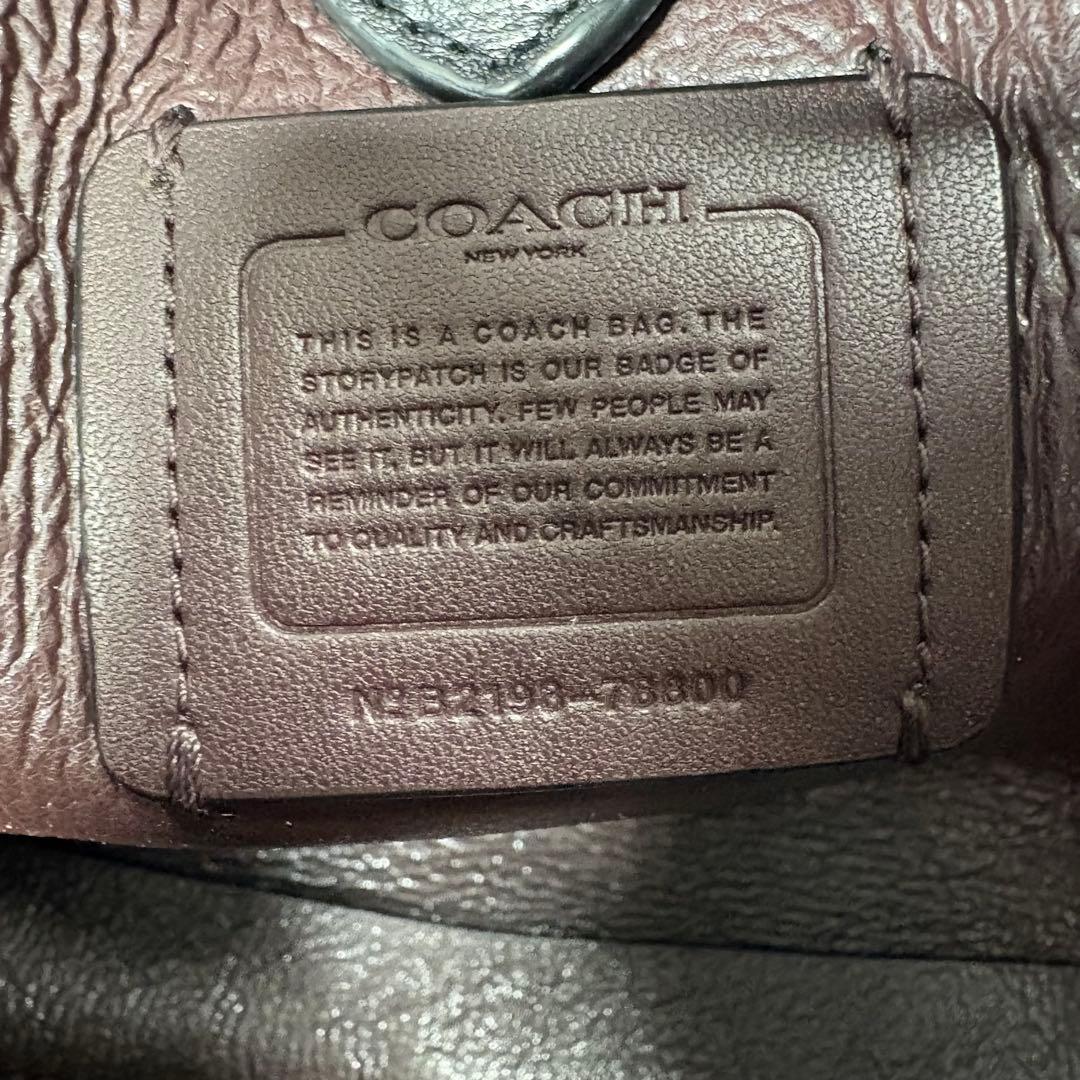 COACH
NEW YORK
THIS IS A COACH BAG. THE
STORYPATCH IS OUR BADGE OF
AUTHENTICITY. FEW PEOPLE MAY
SEE IT, BUT IT WILL ALWAYS BE A
REMINDER OF OUR COMMITMENT
TO QUALITY AND CRAFTSMANSHIP.